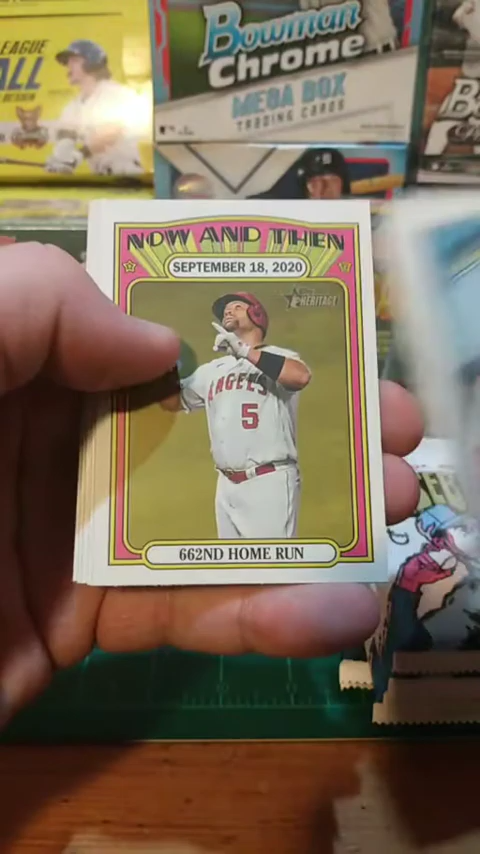 LEAGUE
ALL
Bowman
Chrome
MEGA BOX
TRADING CARDS
NOW AND THEN
SEPTEMBER 18, 2020
HERITAGE
ANGELS
5
662ND HOME RUN